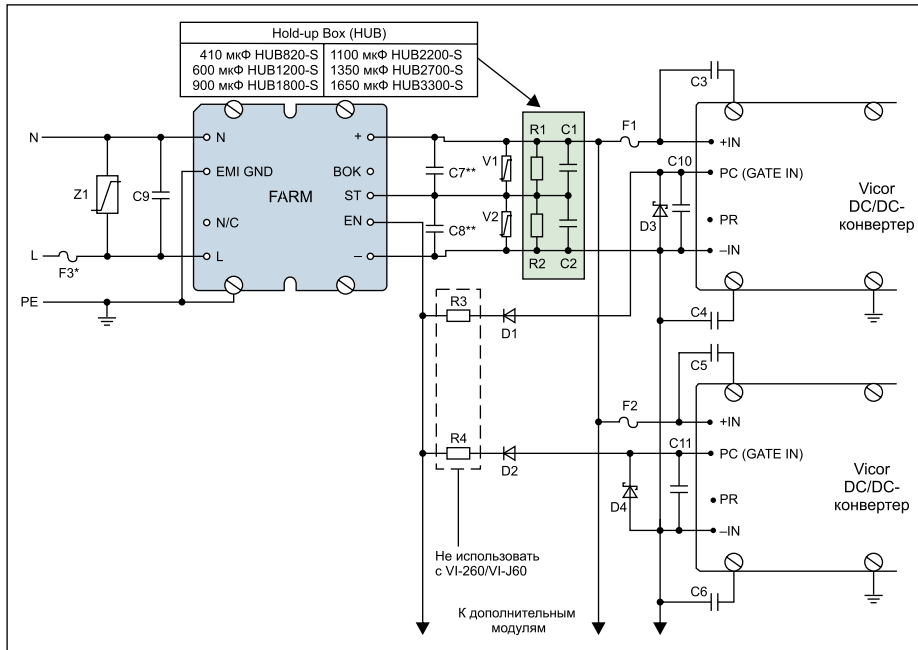 Hold-up Box (HUB)
410 мкФ HUB820-S 1100 мкФ HUB2200-S
600 мкФ HUB1200-S 1350 мкФ HUB2700-S
900 мкФ HUB1800-S 1650 мкФ HUB3300-S
C3
F1
N
N
+
R1
C1
+IN
V1
C7**
C10
Z1
C9
EMI GND
BOK
PC (GATE IN)
FARM
ST
Vicor
DC/DC-
конвертер
N/C
EN
V2
D3
PR
C8**
L
F3*
L
–
R2
C2
–IN
PE
R3
D1
C4
C5
F2
+IN
R4
D2
C11
PC (GATE IN)
Vicor
DC/DC-
конвертер
D4
PR
–IN
Не использовать
с VI-260/VI-J60
C6
К дополнительным
модулям